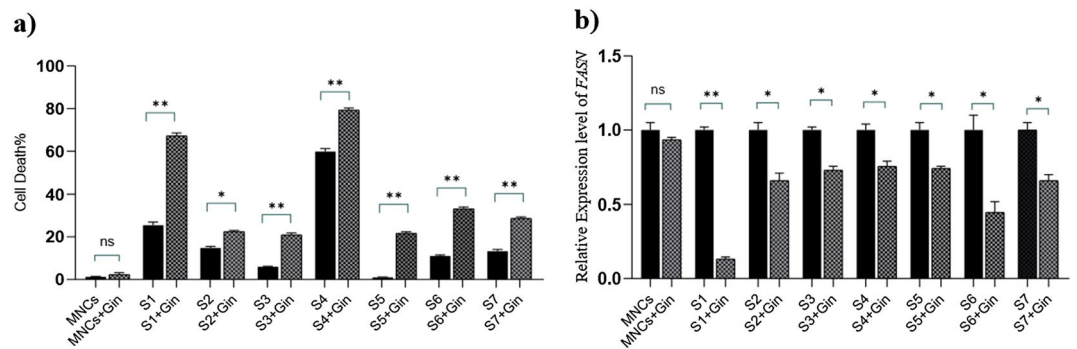 a)
Cell Death%
100
80
60
40
20
0
ns
**
*
**
**
**
**
**
MNCs
MNCs+Gin
S1
S1+Gin
S2
S2+Gin
S3
S3+Gin
S4
S4+Gin
S5
S5+Gin
S6
S6+Gin
S7
S7+Gin
b)
Relative Expression level of FASN
1.5
1.0
0.5
0.0
ns
**
*
*
*
*
*
*
MNCs
MNCs+Gin
S1
S1+Gin
S2
S2+Gin
S3
S3+Gin
S4
S4+Gin
S5
S5+Gin
S6
S6+Gin
S7
S7+Gin